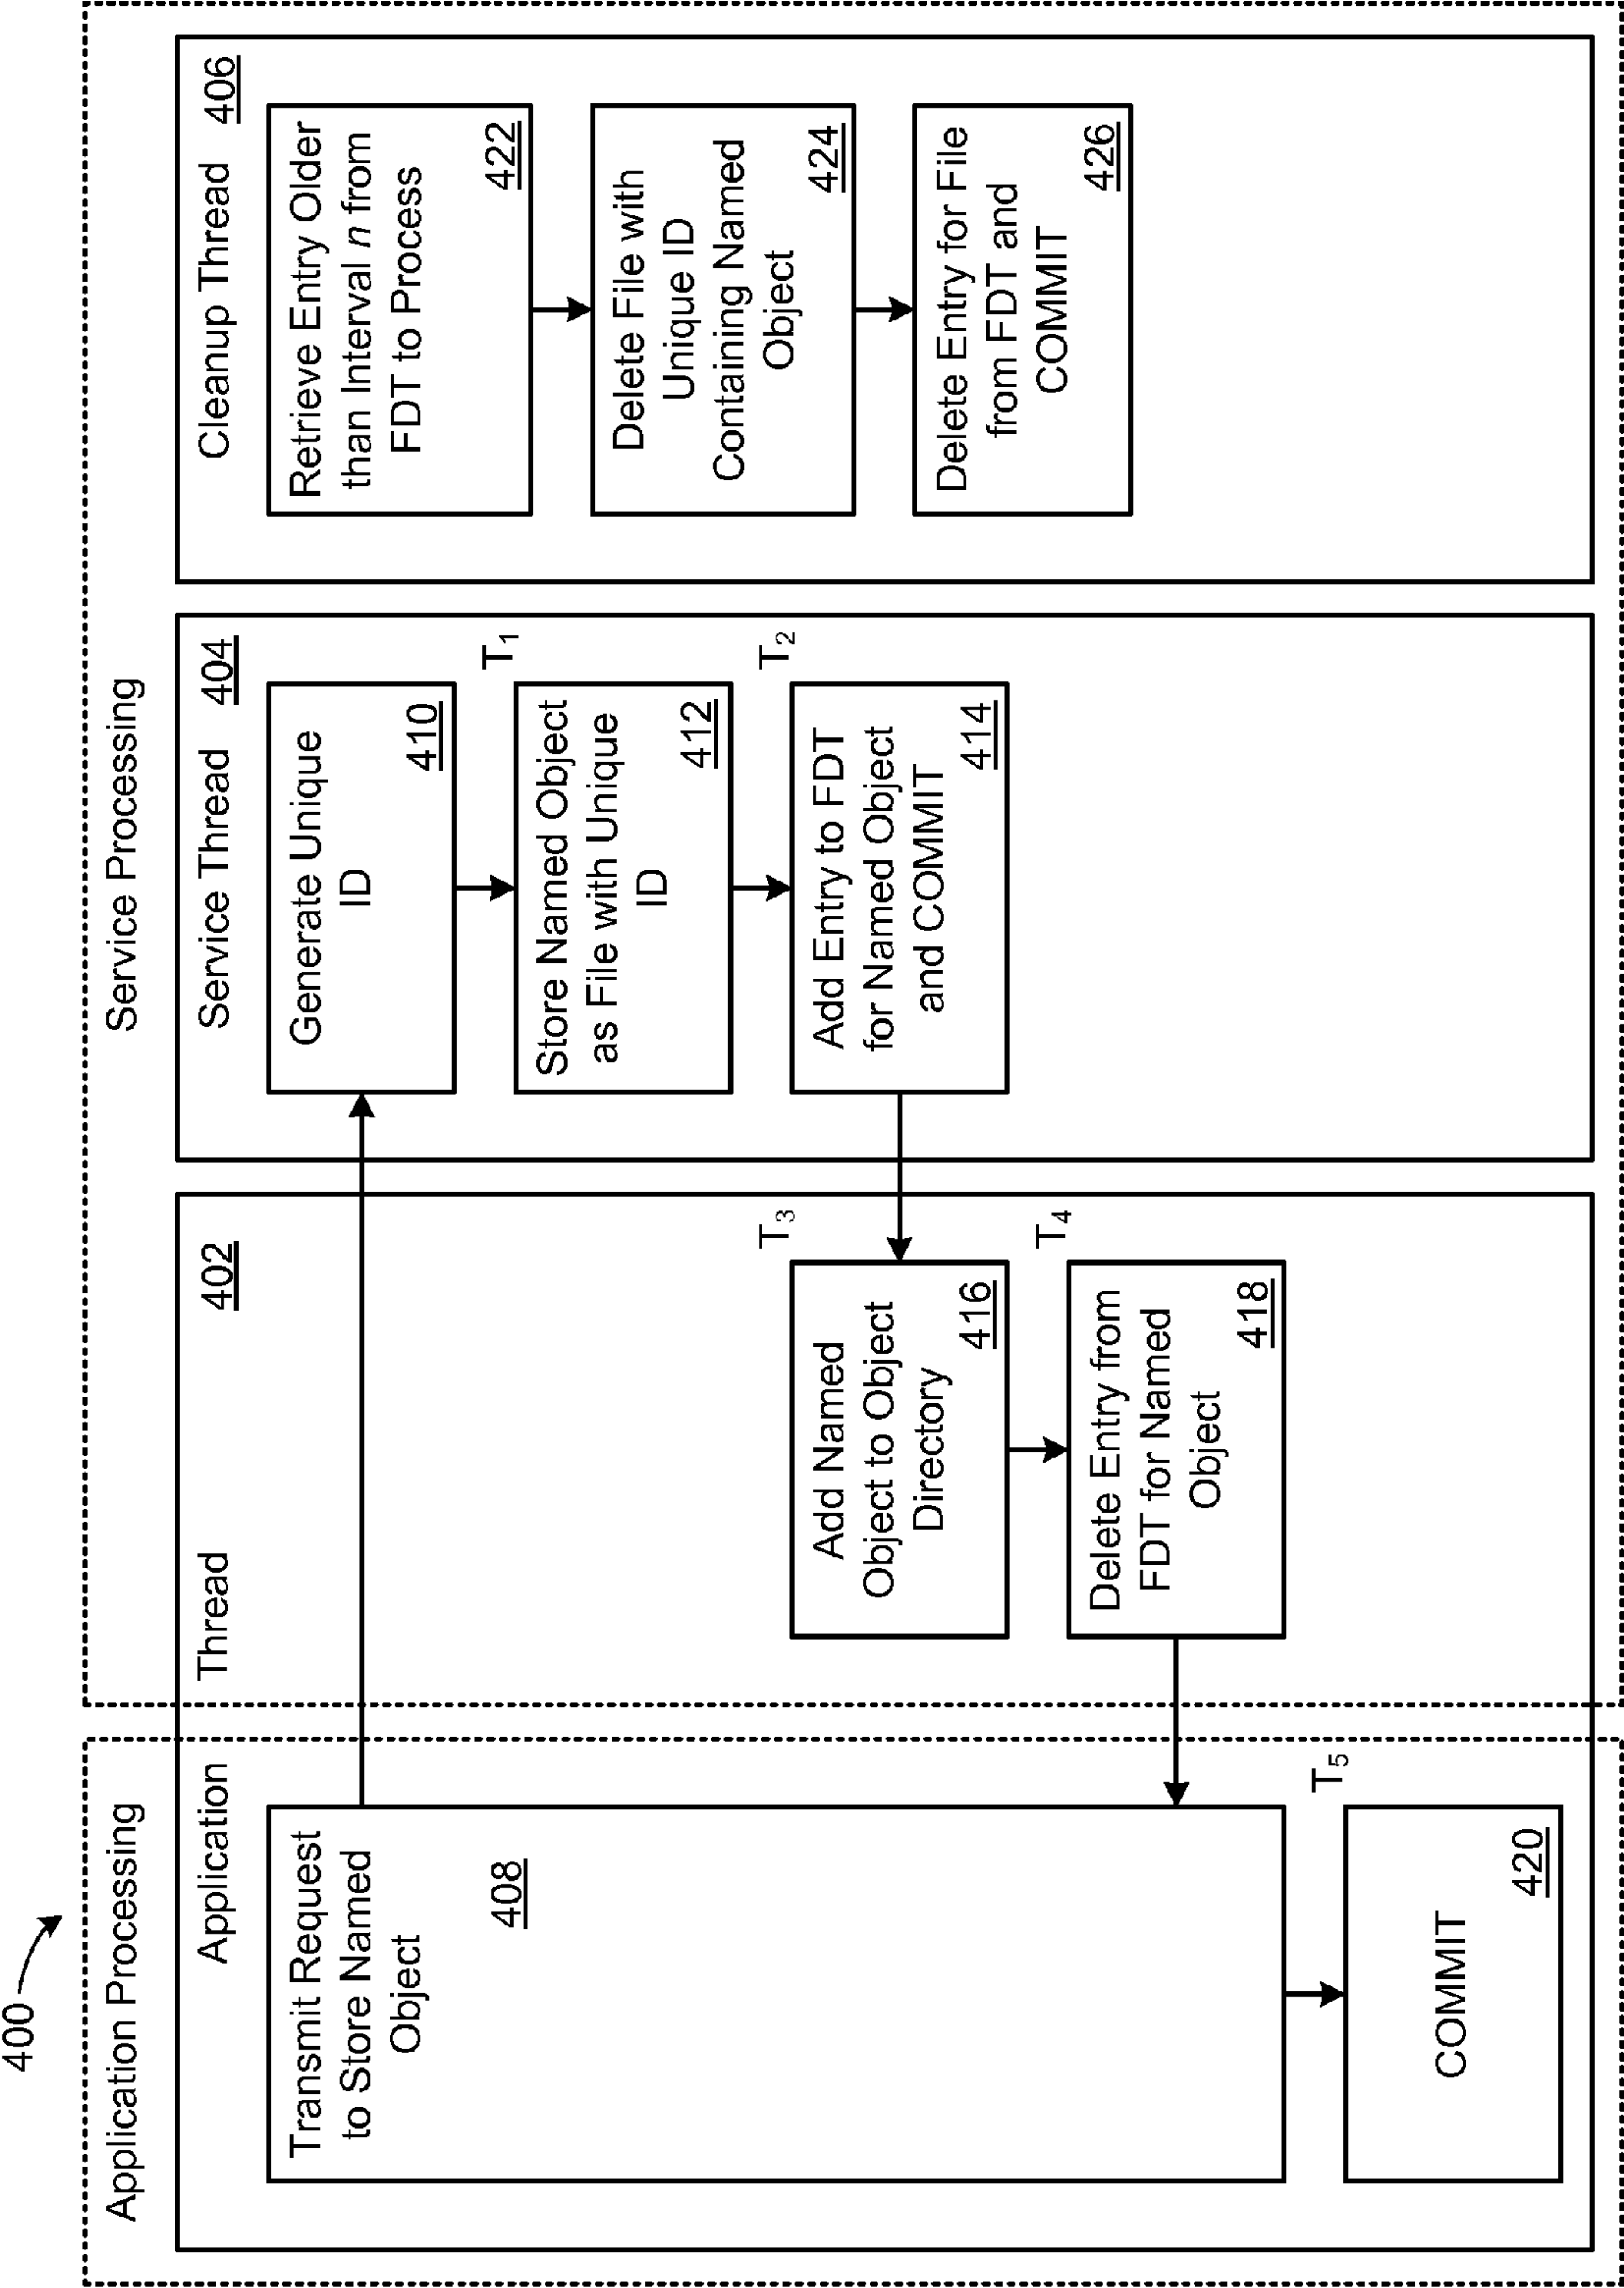 400
Application Processing
Service Processing
Application
Thread
402
Service Thread
404
Cleanup Thread
406
Transmit Request
to Store Named
Object
408
Generate Unique
ID
410
T1
Store Named Object
as File with Unique
ID
412
T2
Add Entry to FDT
for Named Object
and COMMIT
414
T3
Add Named
Object to Object
Directory
416
T4
Delete Entry from
FDT for Named
Object
418
T5
COMMIT
420
Retrieve Entry Older
than Interval n from
FDT to Process
422
Delete File with
Unique ID
Containing Named
Object
424
Delete Entry for File
from FDT and
COMMIT
426